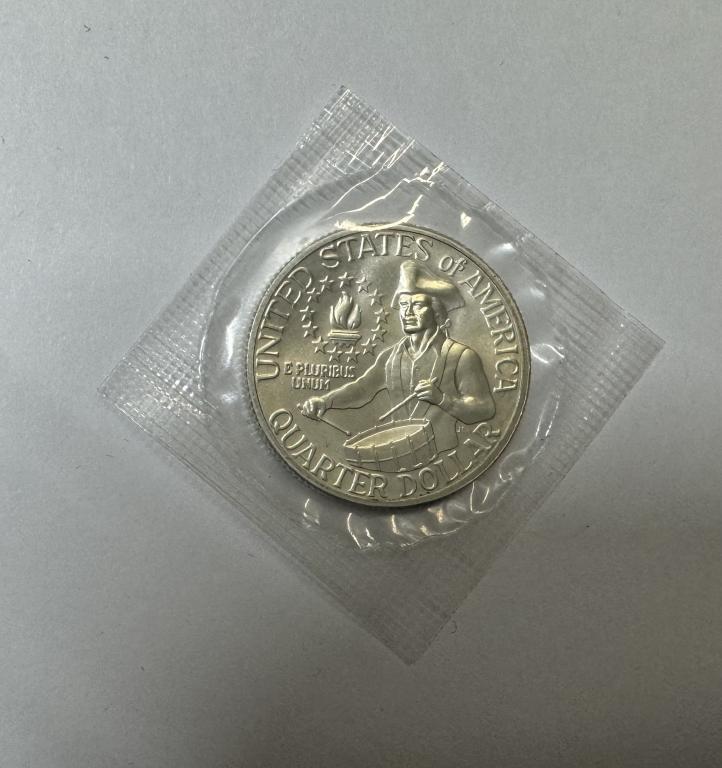 UNITED STATES of AMERICA
E PLURIBUS
UNUM
QUARTER DOLLAR